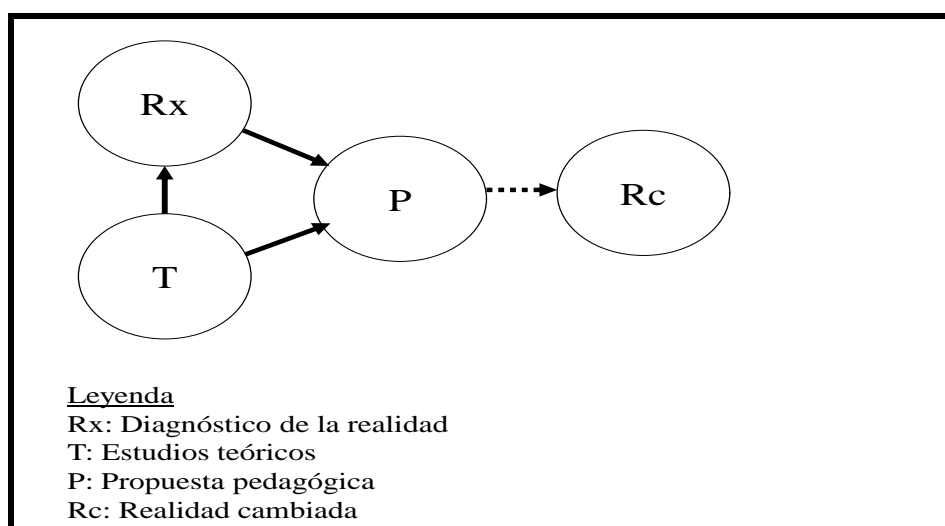 Rx
P
Rc
T
Leyenda
Rx: Diagnóstico de la realidad
T: Estudios teóricos
P: Propuesta pedagógica
Rc: Realidad cambiada